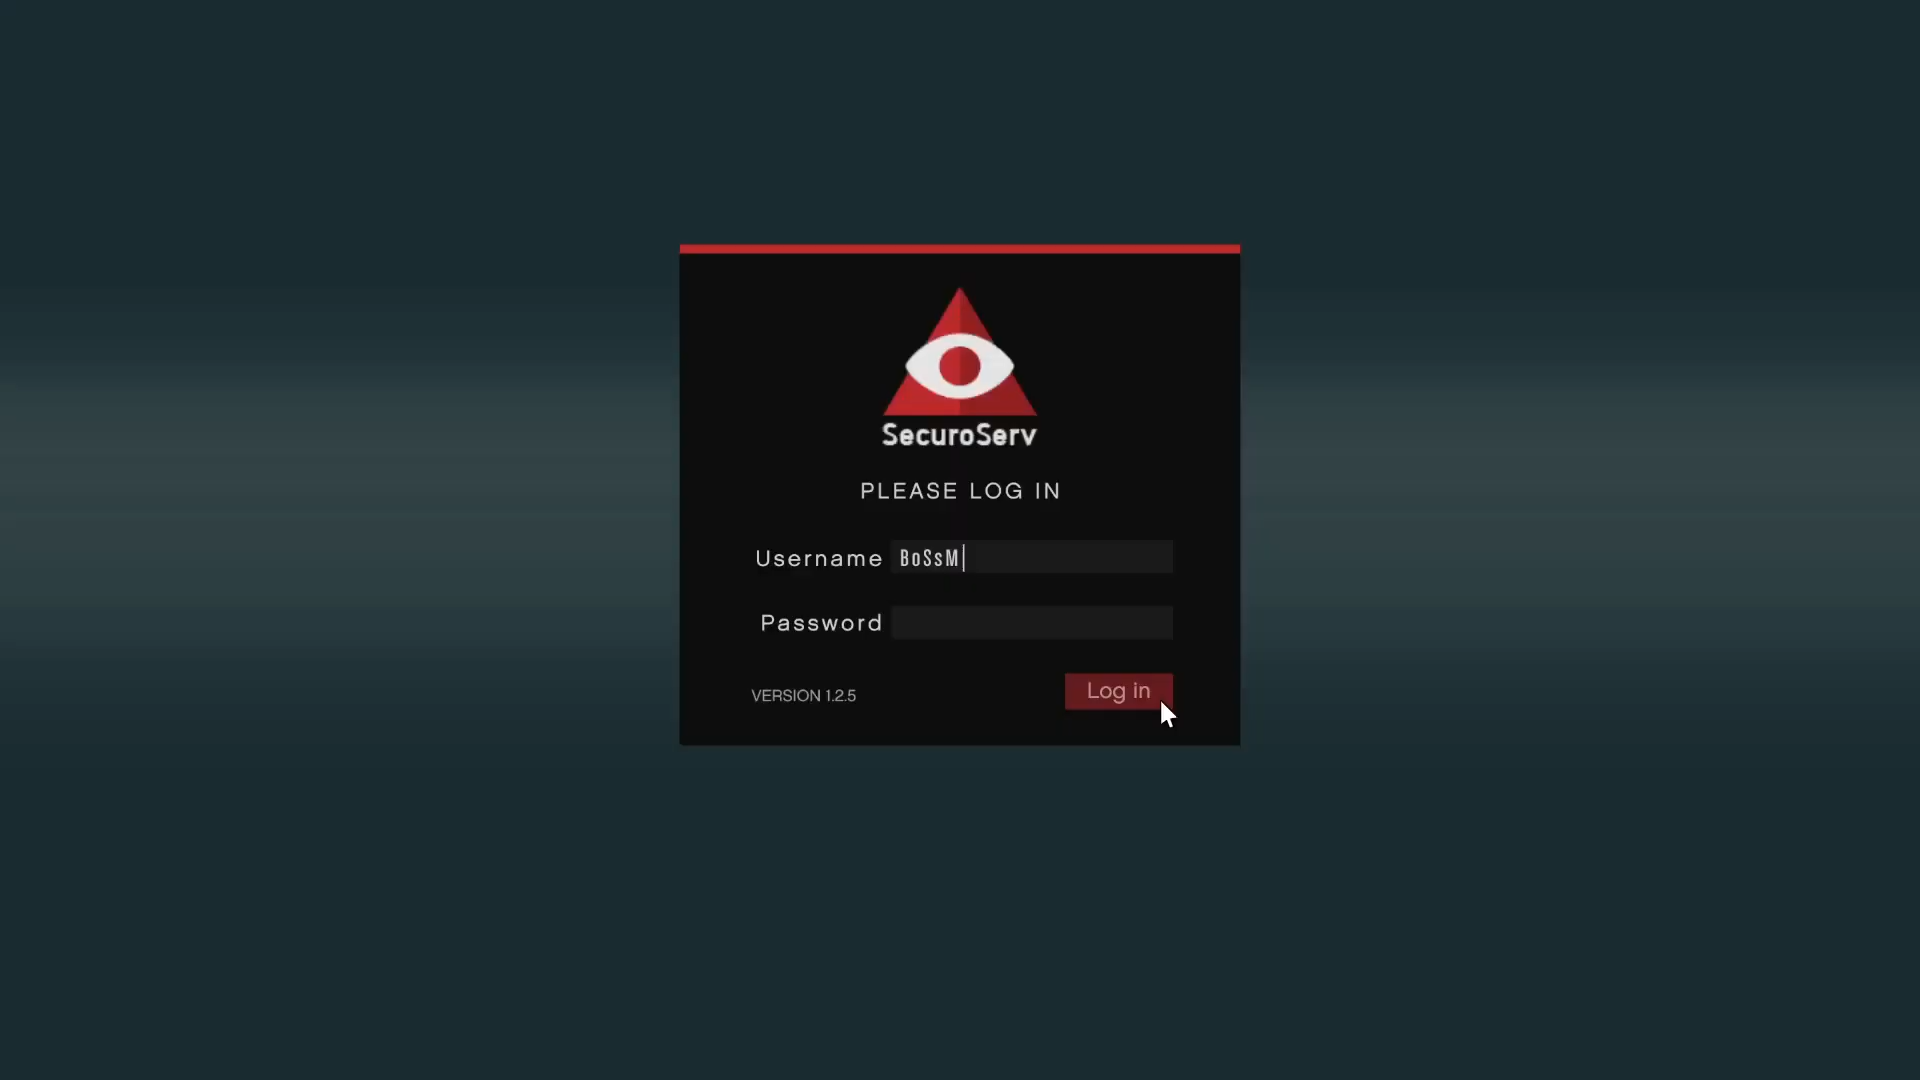 SecuroServ
PLEASE LOG IN
Username BoSsM
Password
VERSION 1.2.5
Log in